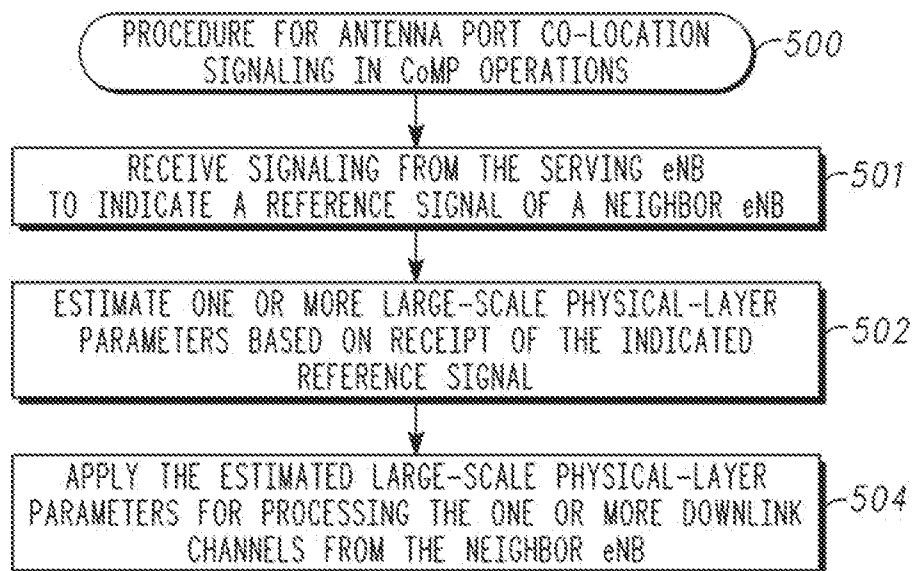 PROCEDURE FOR ANTENNA PORT CO-LOCATION
SIGNALING IN CoMP OPERATIONS
500
RECEIVE SIGNALING FROM THE SERVING eNB
TO INDICATE A REFERENCE SIGNAL OF A NEIGHBOR eNB
501
ESTIMATE ONE OR MORE LARGE-SCALE PHYSICAL-LAYER
PARAMETERS BASED ON RECEIPT OF THE INDICATED
REFERENCE SIGNAL
502
APPLY THE ESTIMATED LARGE-SCALE PHYSICAL-LAYER
PARAMETERS FOR PROCESSING THE ONE OR MORE DOWNLINK
CHANNELS FROM THE NEIGHBOR eNB
504